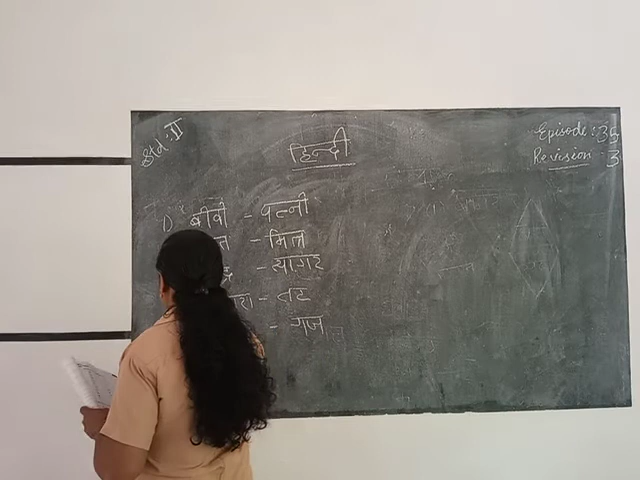 Std : II
हिन्दी
Episode : 35
Revision : 3
1) बीवी - पत्नी
- मित्र
- सागर
- तट
- गज